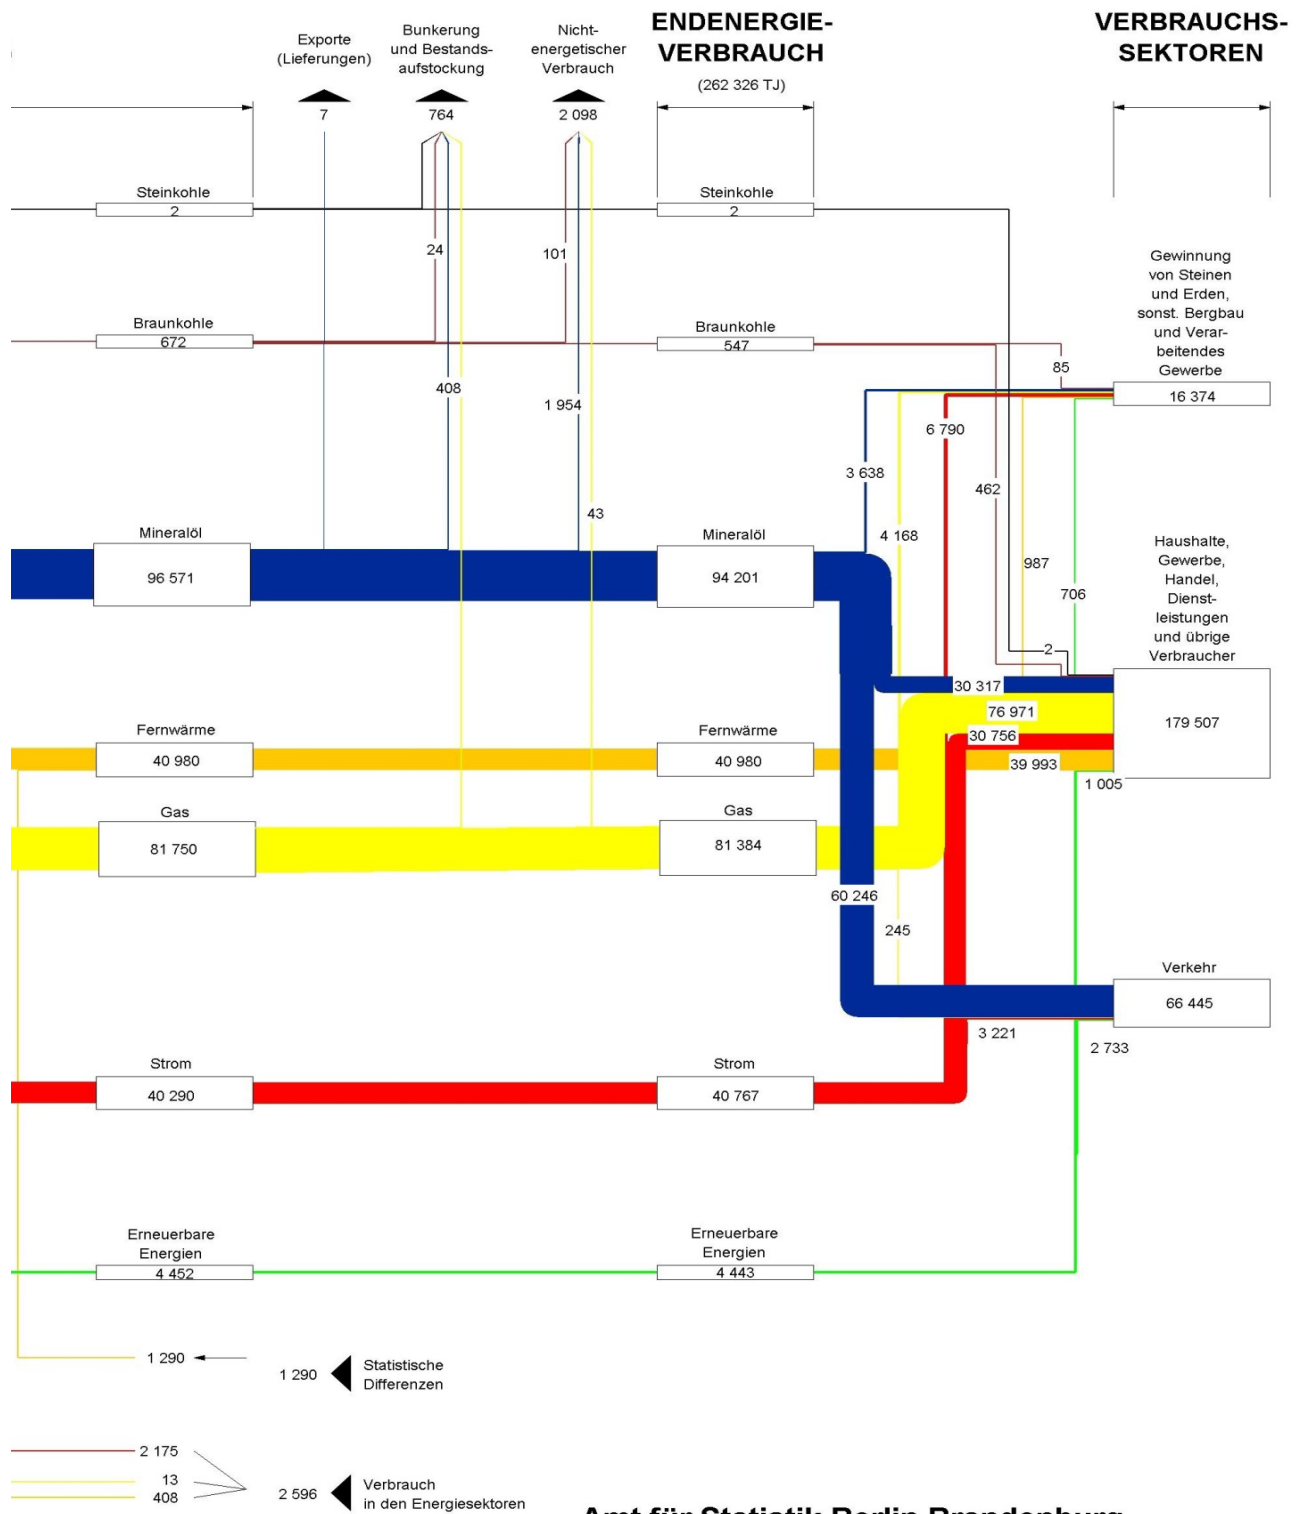 Exporte
(Lieferungen)
Bunkerung
und Bestands-
aufstockung
Nicht-
energetischer
Verbrauch
ENDENERGIE-
VERBRAUCH
(262 326 TJ)
VERBRAUCHS-
SEKTOREN
7
764
2 098
Steinkohle
2
Steinkohle
2
24
101
Gewinnung
von Steinen
und Erden,
sonst. Bergbau
und Verar-
beitendes
Gewerbe
16 374
Braunkohle
672
Braunkohle
547
85
408
1 954
6 790
3 638
462
43
4 168
987
706
Mineralöl
96 571
Mineralöl
94 201
Haushalte,
Gewerbe,
Handel,
Dienst-
leistungen
und übrige
Verbraucher
179 507
2
30 317
76 971
30 756
39 993
1 005
Fernwärme
40 980
Fernwärme
40 980
Gas
81 750
Gas
81 384
60 246
245
Verkehr
66 445
3 221
2 733
Strom
40 290
Strom
40 767
Erneuerbare
Energien
4 452
Erneuerbare
Energien
4 443
1 290
1 290
Statistische
Differenzen
2 175
13
408
2 596
Verbrauch
in den Energiesektoren
Amt für Statistik Berlin-Brandenburg